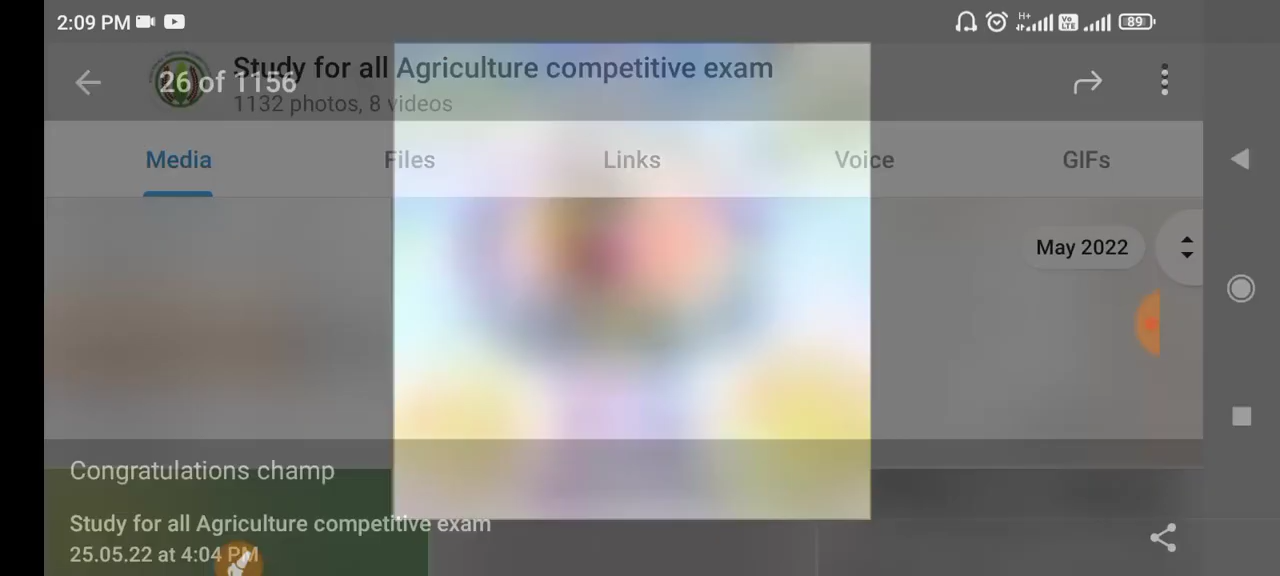 2:09 PM
H+
Vo LTE
89
26 of 1156
Study for all Agriculture competitive exam
1132 photos, 8 videos
Media
Files
Links
Voice
GIFs
May 2022
Congratulations champ
Study for all Agriculture competitive exam
25.05.22 at 4:04 PM